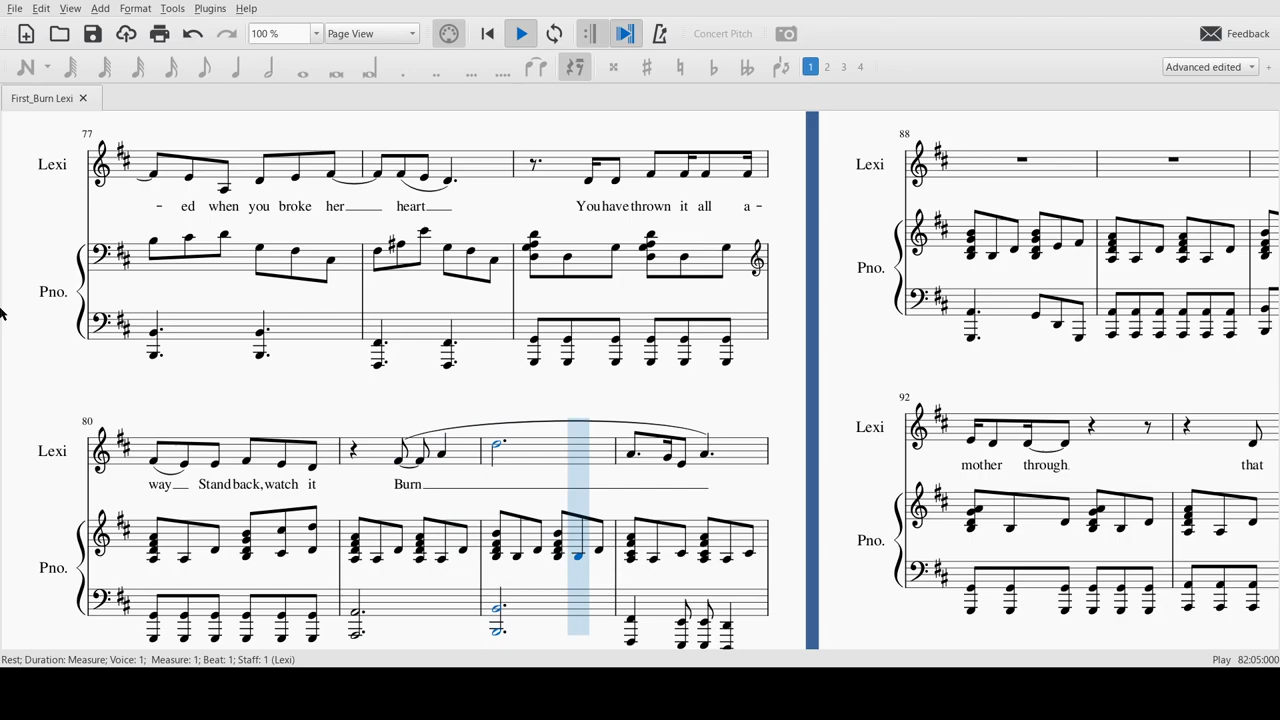 File Edit View Add Format Tools Plugins Help
100 % Page View Concert Pitch Feedback
1 2 3 4 Advanced edited
First_Burn Lexi
77
Lexi
- ed when you broke her heart You have thrown it all a -
Pno.
80
Lexi
way Stand back, watch it Burn
Pno.
88
Lexi
Pno.
92
Lexi
mother through that
Pno.
Rest; Duration: Measure; Voice: 1; Measure: 1; Beat: 1; Staff: 1 (Lexi) Play 82:05:000